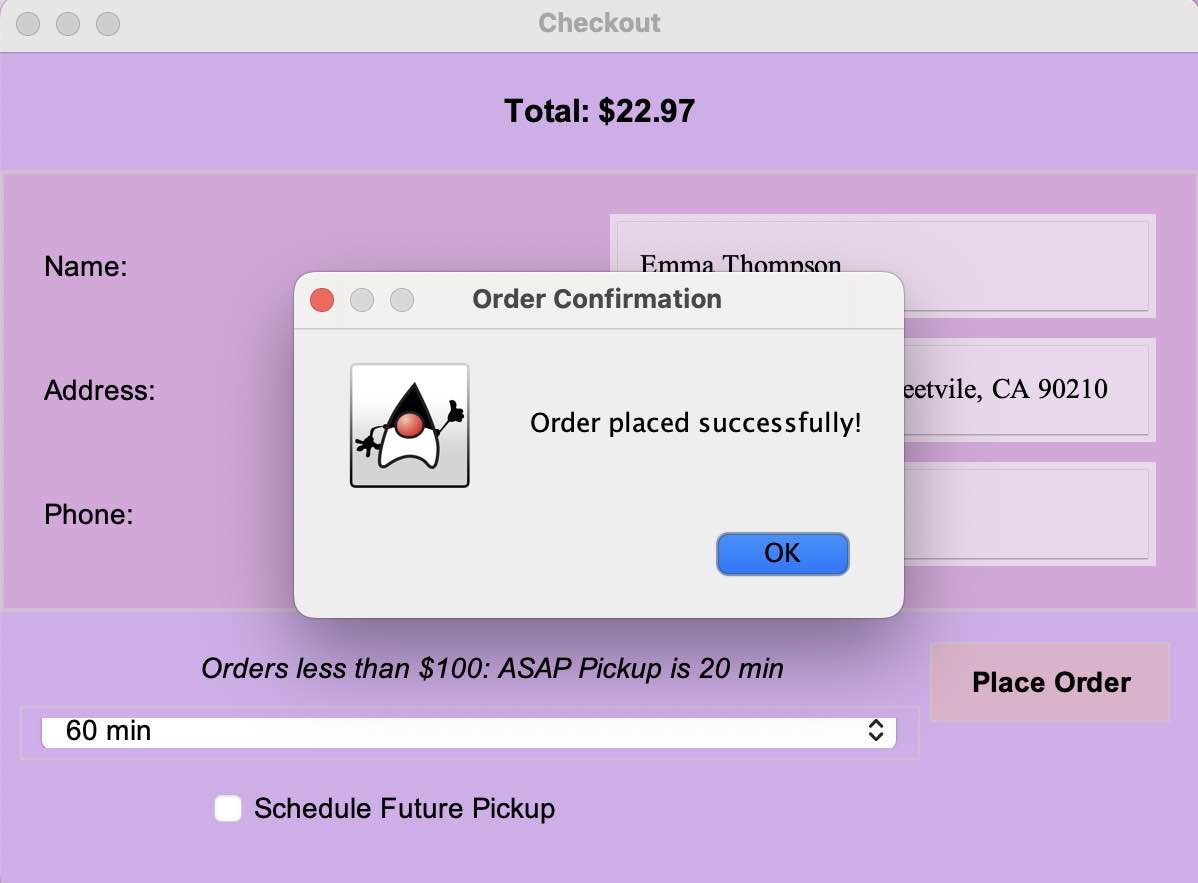 Checkout
Total: $22.97
Name:
Emma Thompson
Order Confirmation
Address:
eetvile, CA 90210
Order placed successfully!
Phone:
OK
Orders less than $100: ASAP Pickup is 20 min
Place Order
60 min
Schedule Future Pickup